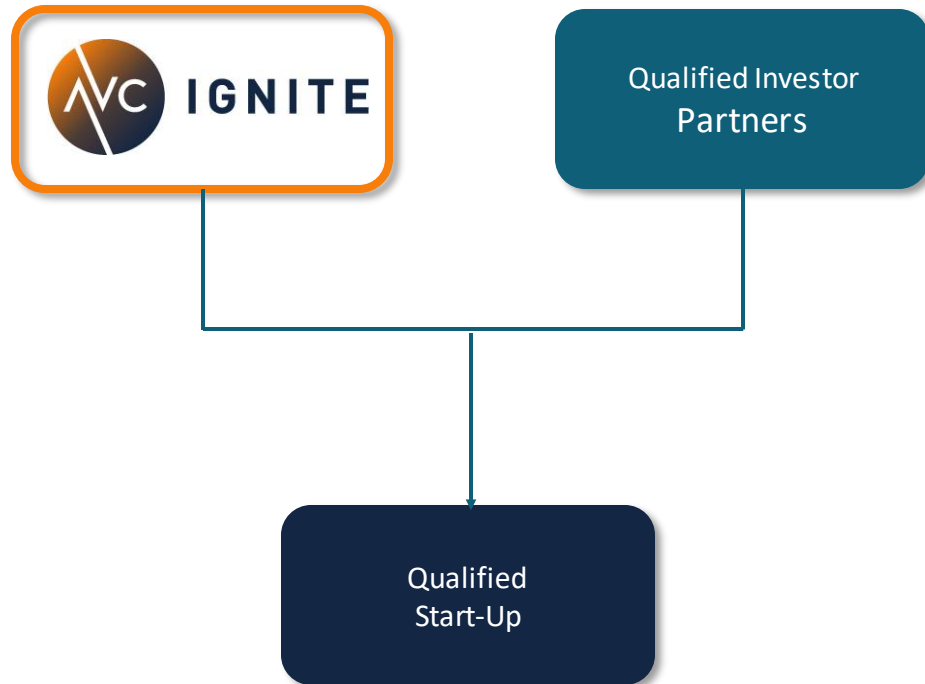 AVC IGNITE
Qualified Investor
Partners
Qualified
Start-Up